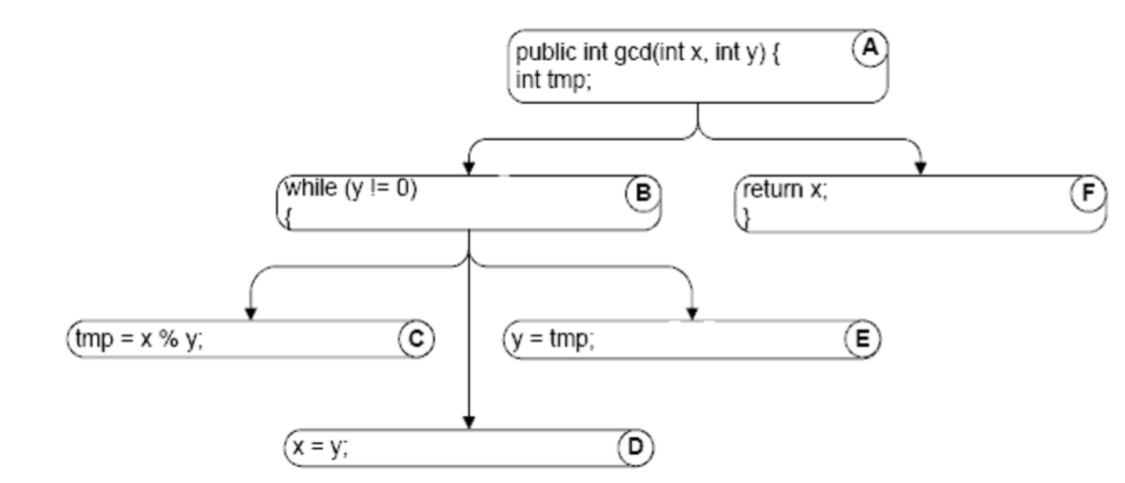 public int gcd(int x, int y) {
int tmp;
A
while (y != 0)
{
B
return x;
}
F
tmp = x % y;
C
y = tmp;
E
x = y;
D